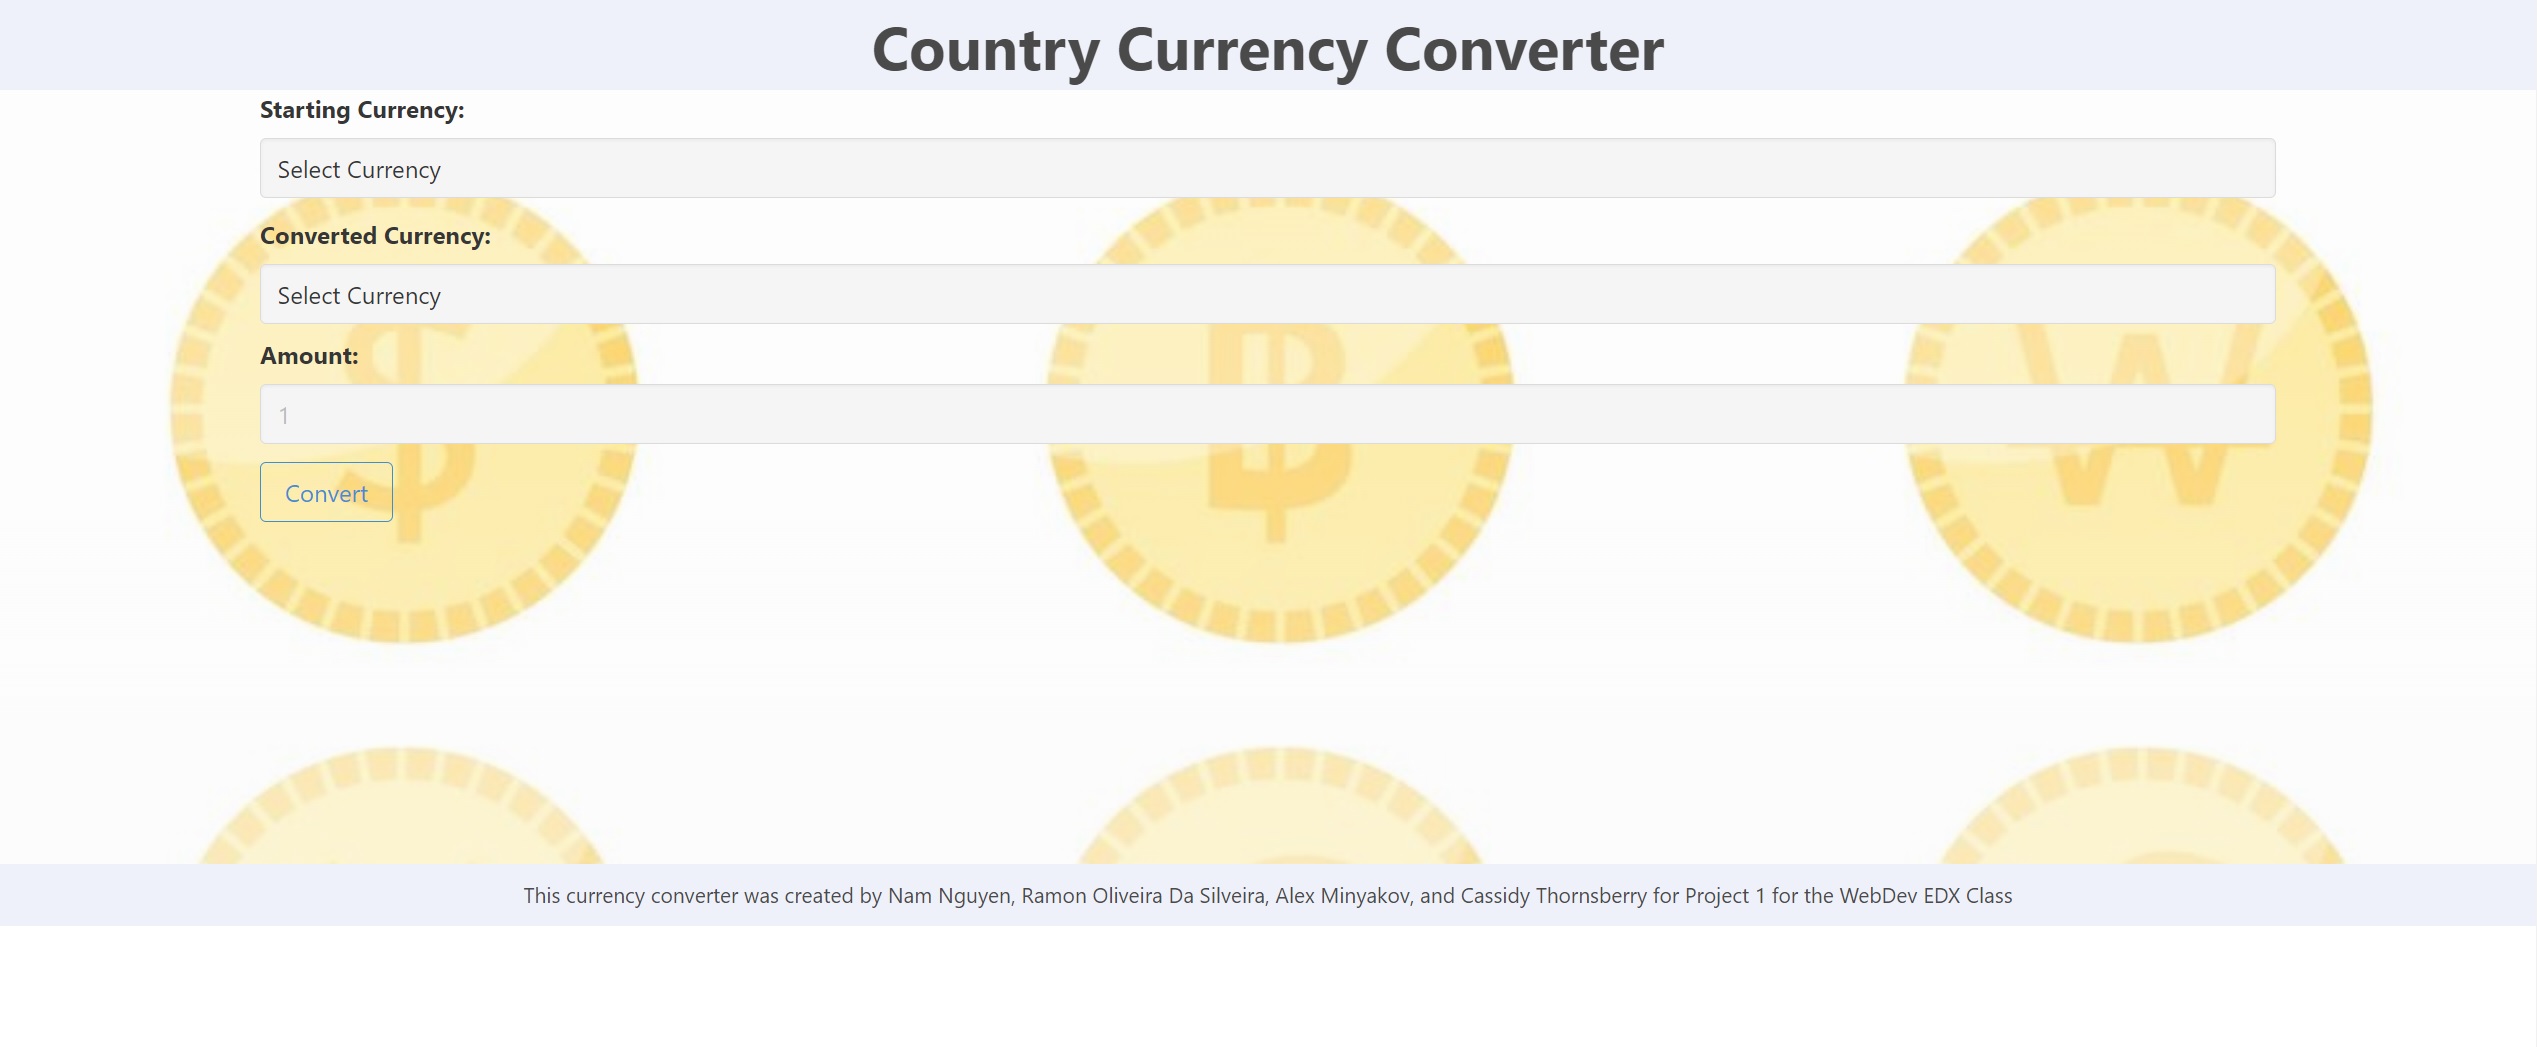 Country Currency Converter
Starting Currency:
Select Currency
Converted Currency:
Select Currency
Amount:
1
Convert
This currency converter was created by Nam Nguyen, Ramon Oliveira Da Silveira, Alex Minyakov, and Cassidy Thornsberry for Project 1 for the WebDev EDX Class